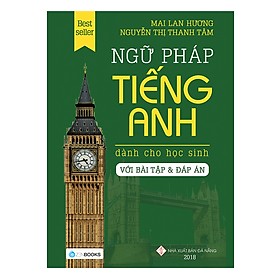 Best
seller
MAI LAN HƯƠNG
NGUYỄN THỊ THANH TÂM
NGỮ PHÁP
TIẾNG
ANH
dành cho học sinh
VỚI BÀI TẬP & ĐÁP ÁN
ZENBOOKS
NHÀ XUẤT BẢN ĐÀ NẴNG
2018